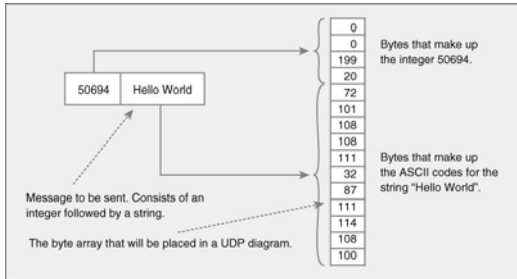 50694
Hello World
Message to be sent. Consists of an
integer followed by a string.
The byte array that will be placed in a UDP diagram.
0
0
199
20
72
101
108
108
111
32
87
111
114
108
100
Bytes that make up
the integer 50694.
Bytes that make up
the ASCII codes for the
string “Hello World”.